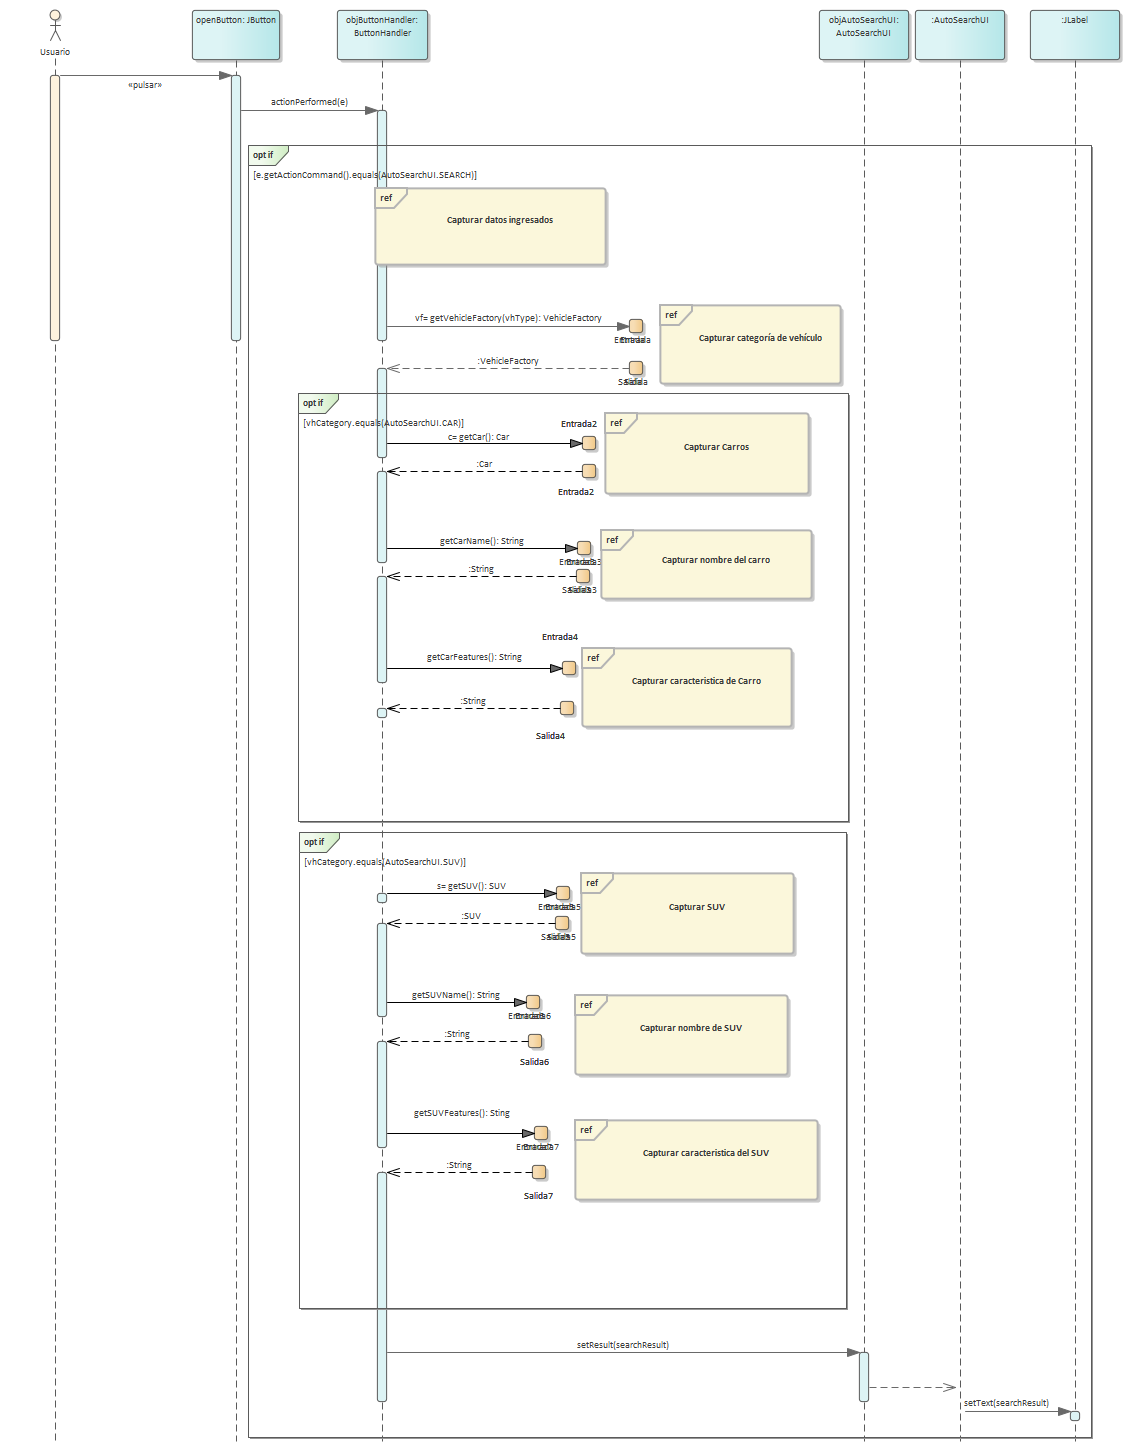 Usuario
openButton: JButton
objButtonHandler:
ButtonHandler
objAutoSearchUI:
AutoSearchUI
:AutoSearchUI
:JLabel
«pulsar»
actionPerformed(e)
opt if
[e.getActionCommand().equals(AutoSearchUI.SEARCH)]
ref
Capturar datos ingresados
ref
vf= getVehicleFactory(vhType): VehicleFactory
Capturar categoría de vehículo
Entrada
:VehicleFactory
Salida
opt if
[vhCategory.equals(AutoSearchUI.CAR)]
Entrada2
ref
c= getCar(): Car
Capturar Carros
:Car
Entrada2
ref
getCarName(): String
Capturar nombre del carro
Entrada3
:String
Salida3
Entrada4
ref
getCarFeatures(): String
Capturar caracteristica de Carro
:String
Salida4
opt if
[vhCategory.equals(AutoSearchUI.SUV)]
ref
s= getSUV(): SUV
Capturar SUV
Entrada5
:SUV
Salida5
ref
getSUVName(): String
Entrada6
Capturar nombre de SUV
:String
Salida6
getSUVFeatures(): Sting
ref
Entrada7
Capturar caracteristica del SUV
:String
Salida7
setResult(searchResult)
setText(searchResult)